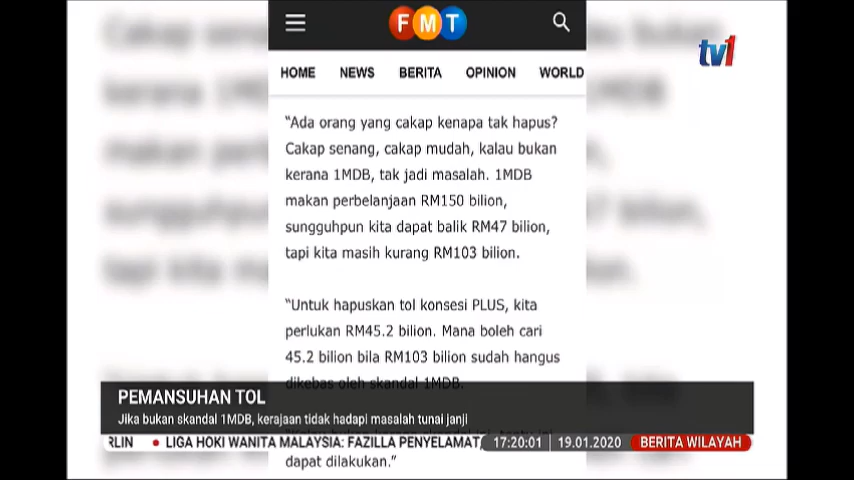 FMT
tv1
HOME NEWS BERITA OPINION WORLD
“Ada orang yang cakap kenapa tak hapus?
Cakap senang, cakap mudah, kalau bukan
kerana 1MDB, tak jadi masalah. 1MDB
makan perbelanjaan RM150 bilion,
sungguhpun kita dapat balik RM47 bilion,
tapi kita masih kurang RM103 bilion.
“Untuk hapuskan tol konsesi PLUS, kita
perlukan RM45.2 bilion. Mana boleh cari
45.2 bilion bila RM103 bilion sudah hangus
dikebas oleh skandal 1MDB.
PEMANSUHAN TOL
Jika bukan skandal 1MDB, kerajaan tidak hadapi masalah tunai janji
RLIN • LIGA HOKI WANITA MALAYSIA: FAZILLA PENYELAMAT 17:20:01 19.01.2020 BERITA WILAYAH
dapat dilakukan.”